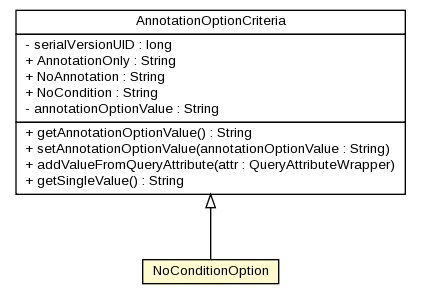 AnnotationOptionCriteria
- serialVersionUID : long
+ AnnotationOnly : String
+ NoAnnotation : String
+ NoCondition : String
- annotationOptionValue : String
+ getAnnotationOptionValue() : String
+ setAnnotationOptionValue(annotationOptionValue : String)
+ addValueFromQueryAttribute(attr : QueryAttributeWrapper)
+ getSingleValue() : String
NoConditionOption